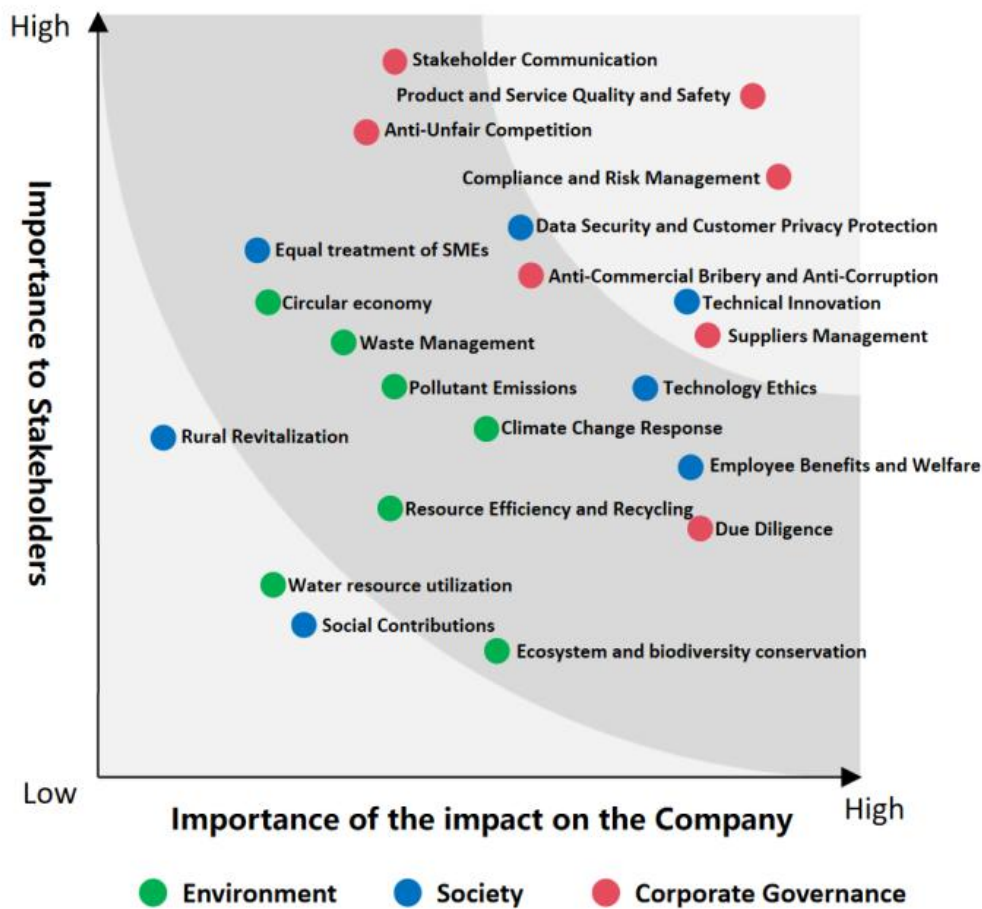 High
Stakeholder Communication
Product and Service Quality and Safety
Anti-Unfair Competition
Compliance and Risk Management
Data Security and Customer Privacy Protection
Equal treatment of SMEs
Anti-Commercial Bribery and Anti-Corruption
Circular economy
Technical Innovation
Suppliers Management
Waste Management
Pollutant Emissions
Technology Ethics
Climate Change Response
Rural Revitalization
Employee Benefits and Welfare
Resource Efficiency and Recycling
Due Diligence
Water resource utilization
Social Contributions
Ecosystem and biodiversity conservation
Importance to Stakeholders
Low
Importance of the impact on the Company
High
Environment
Society
Corporate Governance